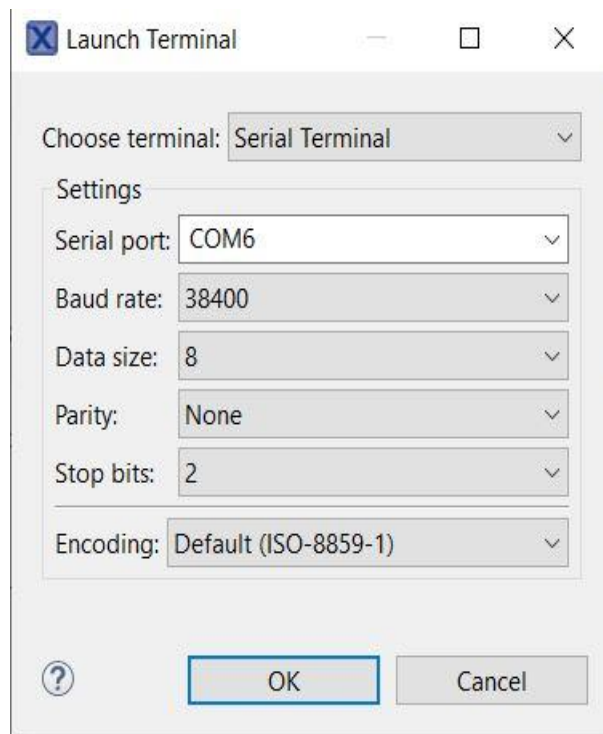 X Launch Terminal
Choose terminal: Serial Terminal
Settings
Serial port: COM6
Baud rate: 38400
Data size: 8
Parity: None
Stop bits: 2
Encoding: Default (ISO-8859-1)
? OK Cancel